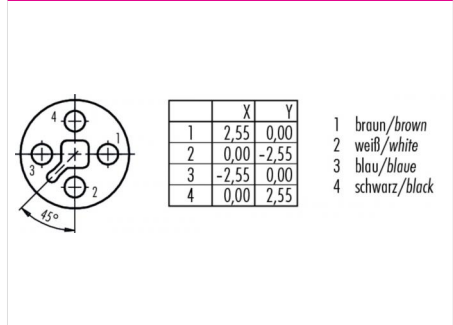 4
1
3
2
45°
X Y
1 2,55 0,00
2 0,00 -2,55
3 -2,55 0,00
4 0,00 2,55
1 braun/brown
2 weiß/white
3 blau/blaue
4 schwarz/black